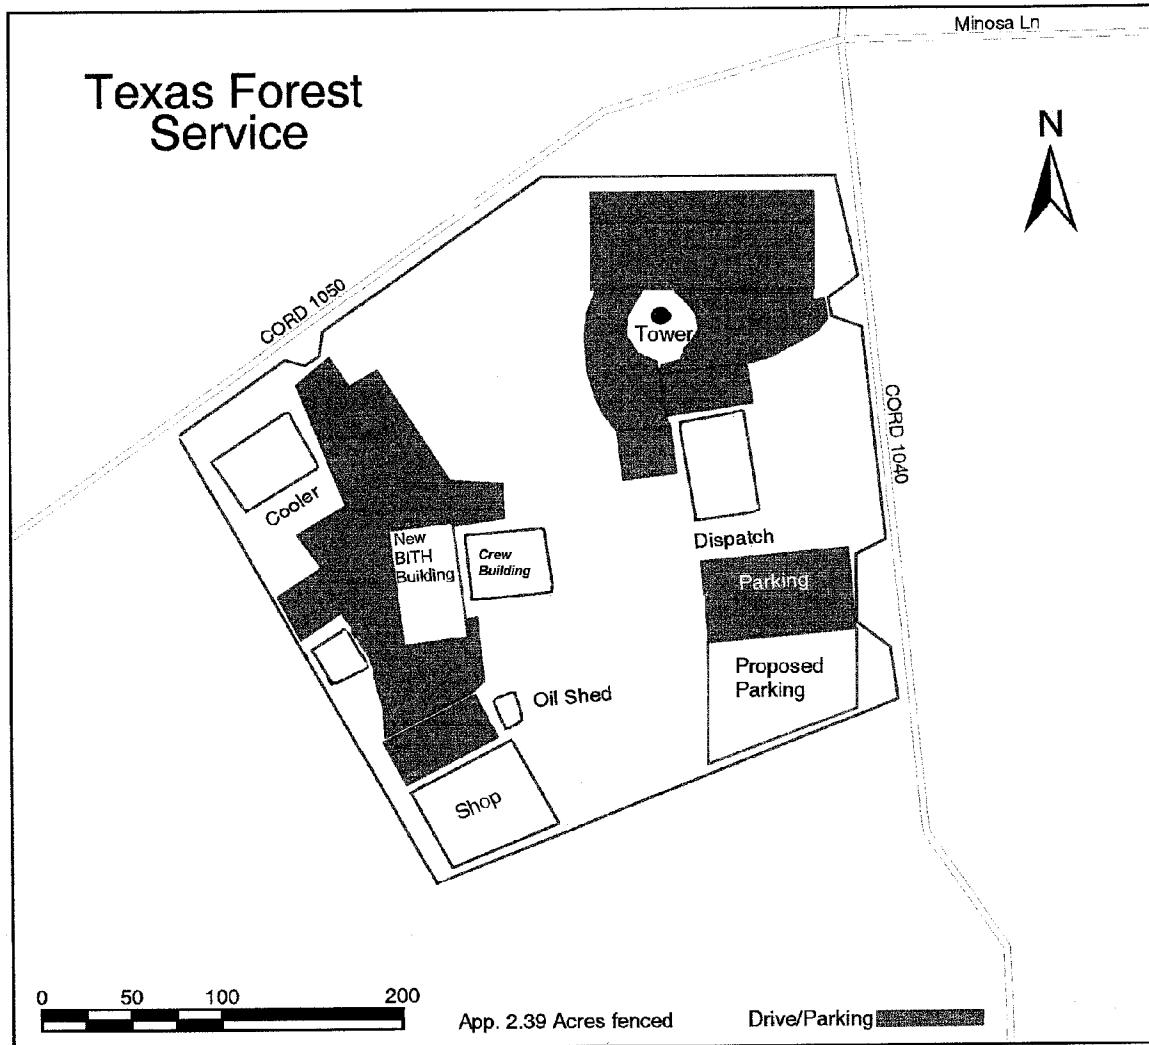 Minosa Ln
Texas Forest
Service
N
CORD 1050
Tower
CORD 1040
Cooler
New
BITH
Building
Crew
Building
Dispatch
Parking
Proposed
Parking
Oil Shed
Shop
0 50 100 200
App. 2.39 Acres fenced
Drive/Parking